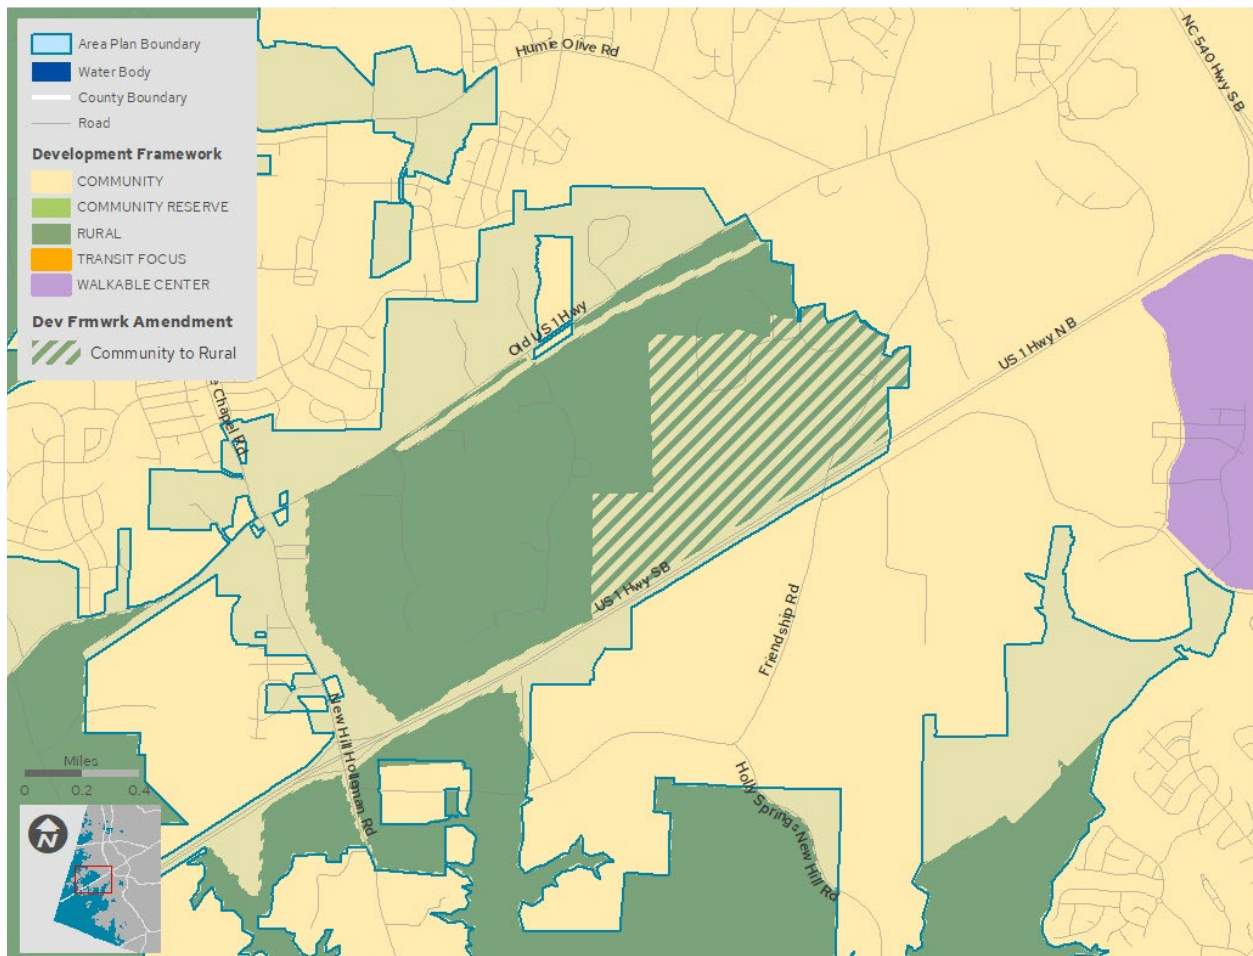 Area Plan Boundary
Water Body
County Boundary
Road
Development Framework
COMMUNITY
COMMUNITY RESERVE
RURAL
TRANSIT FOCUS
WALKABLE CENTER
Dev Frmwrk Amendment
Community to Rural
Humie Olive Rd
NC 540 Hwy SB
Old US 1 Hwy
US 1 Hwy NB
e Chapel Rd
US 1 Hwy SB
Friendship Rd
New Hill Holleman Rd
Holly Springs New Hill Rd
Miles
0 0.2 0.4
N